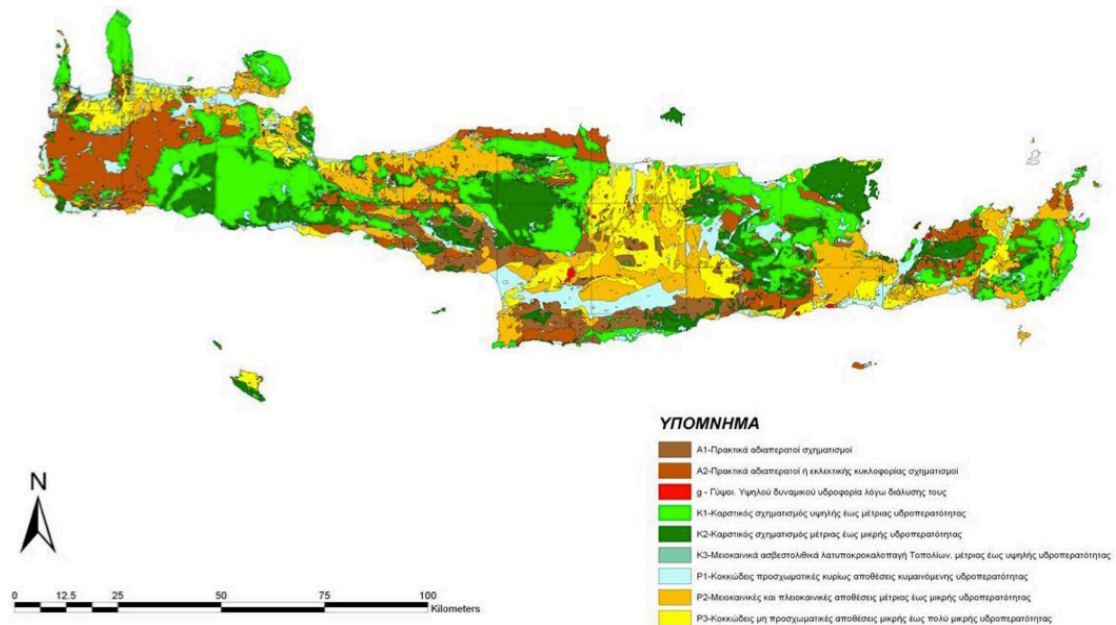 ΥΠΟΜΝΗΜΑ
Α1-Πρακτικά αδιαπερατοί σχηματισμοί
Α2-Πρακτικά αδιαπερατοί ή εκλεκτικής κυκλοφορίας σχηματισμοί
g - Γύψοι. Υψηλού δυναμικού υδροφορία λόγω διάλυσης τους
Κ1-Καρστικός σχηματισμός υψηλής έως μέτριας υδροπερατότητας
Κ2-Καρστικός σχηματισμός μέτριας έως μικρής υδροπερατότητας
Κ3-Μειοκαινικά ασβεστολιθικά λατυποκροκαλοπαγή Τοπολίων, μέτριας έως υψηλής υδροπερατότητας
Ρ1-Κοκκώδεις προσχωματικές κυρίως αποθέσεις κυμαινόμενης υδροπερατότητας
Ρ2-Μειοκαινικές και πλειοκαινικές αποθέσεις μέτριας έως μικρής υδροπερατότητας
Ρ3-Κοκκώδεις μη προσχωματικές αποθέσεις μικρής έως πολύ μικρής υδροπερατότητας
N
0 12.5 25 50 75 100
Kilometers